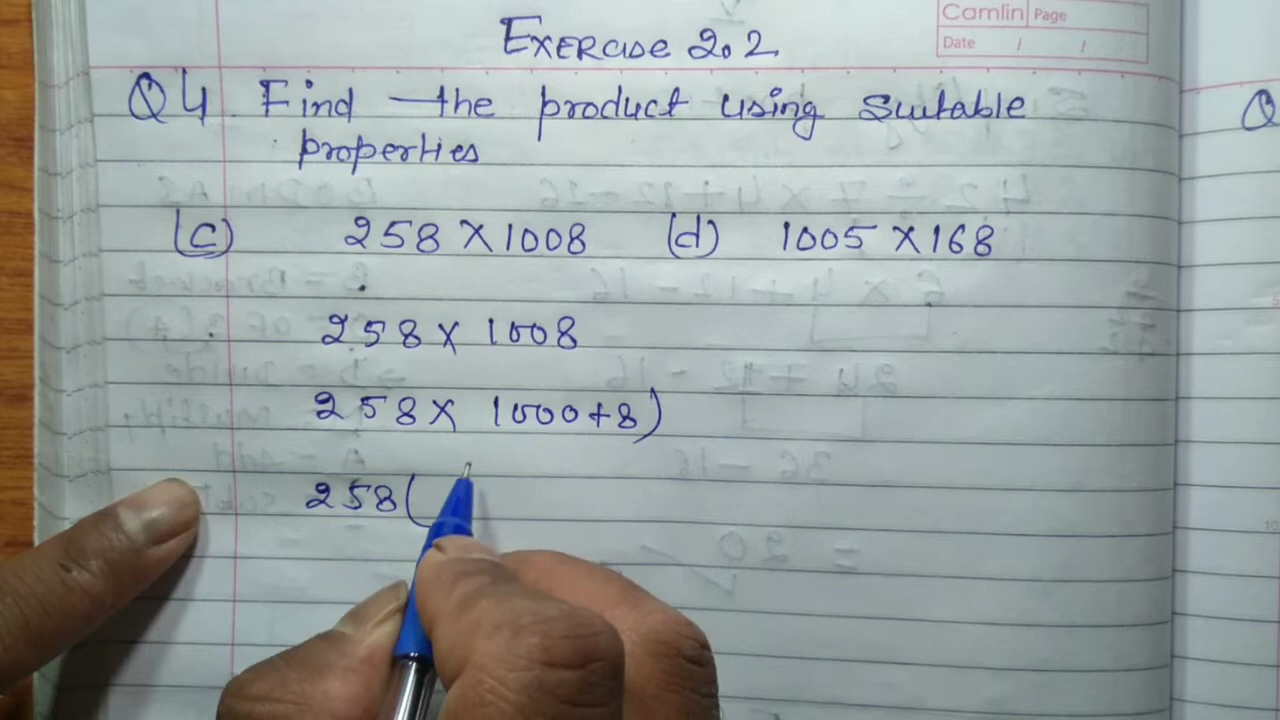 Camlin Page
Date / /
EXERCISE 2.2
Q4. Find the product using Suitable
properties
(c) 258 X 1008 (d) 1005 X 168
258 X 1008
258 X 1000+8)
258(
Q